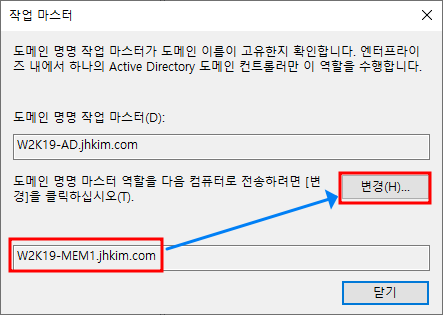 작업 마스터
도메인 명명 작업 마스터가 도메인 이름이 고유한지 확인합니다. 엔터프라이
즈 내에서 하나의 Active Directory 도메인 컨트롤러만 이 역할을 수행합니다.
도메인 명명 작업 마스터(D):
W2K19-AD.jhkim.com
도메인 명명 마스터 역할을 다음 컴퓨터로 전송하려면 [변
경]을 클릭하십시오(T).
변경(H)...
W2K19-MEM1.jhkim.com
닫기